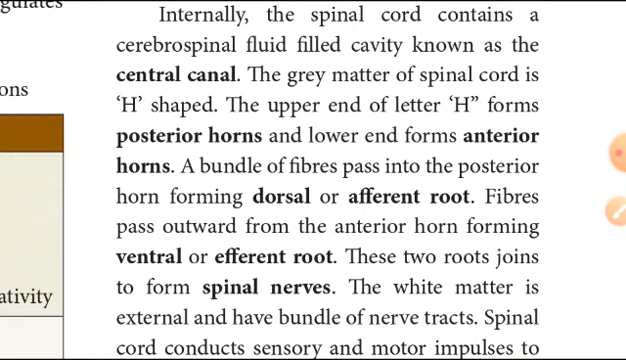 gulates
ons
ativity
Internally, the spinal cord contains a
cerebrospinal fluid filled cavity known as the
central canal. The grey matter of spinal cord is
‘H’ shaped. The upper end of letter ‘H” forms
posterior horns and lower end forms anterior
horns. A bundle of fibres pass into the posterior
horn forming dorsal or afferent root. Fibres
pass outward from the anterior horn forming
ventral or efferent root. These two roots joins
to form spinal nerves. The white matter is
external and have bundle of nerve tracts. Spinal
cord conducts sensory and motor impulses to